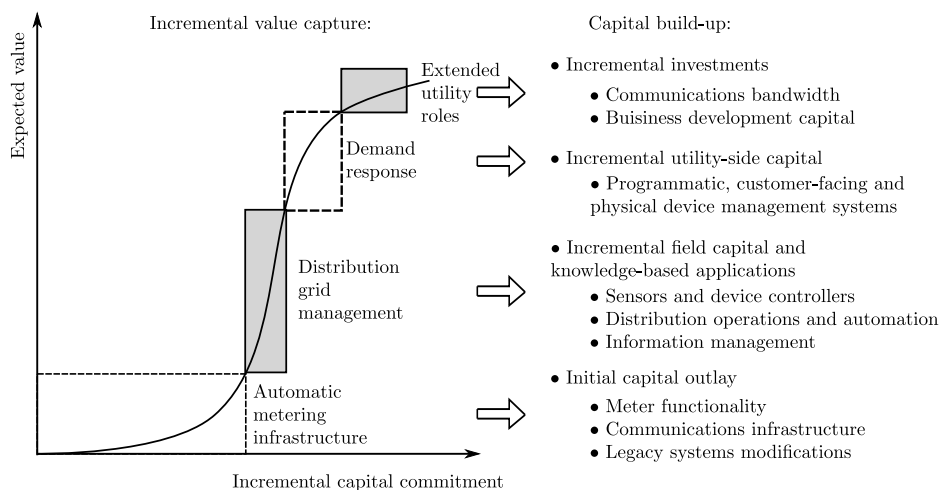 Incremental value capture:
Capital build-up:
Expected value
Extended
utility
roles
Demand
response
Distribution
grid
management
Automatic
metering
infrastructure
Incremental capital commitment
• Incremental investments
• Communications bandwidth
• Buisiness development capital
• Incremental utility-side capital
• Programmatic, customer-facing and
physical device management systems
• Incremental field capital and
knowledge-based applications
• Sensors and device controllers
• Distribution operations and automation
• Information management
• Initial capital outlay
• Meter functionality
• Communications infrastructure
• Legacy systems modifications